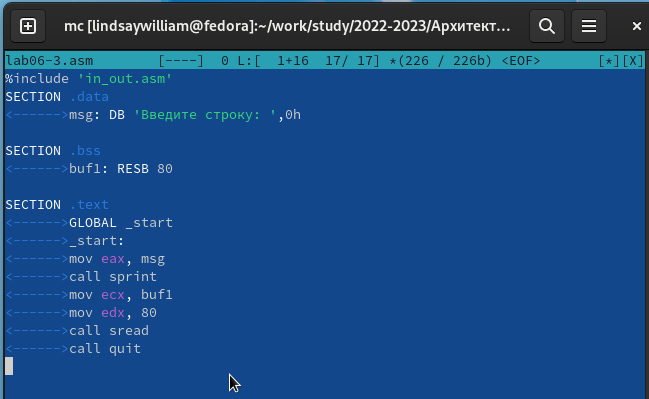 mc [lindsaywilliam@fedora]:~/work/study/2022-2023/Архитект...
lab06-3.asm [----] 0 L:[ 1+16 17/ 17] *(226 / 226b) <EOF> [*][X]
%include 'in_out.asm'
SECTION .data
<------>msg: DB 'Введите строку: ',0h
SECTION .bss
<------>buf1: RESB 80
SECTION .text
<------>GLOBAL _start
<------>_start:
<------>mov eax, msg
<------>call sprint
<------>mov ecx, buf1
<------>mov edx, 80
<------>call sread
<------>call quit